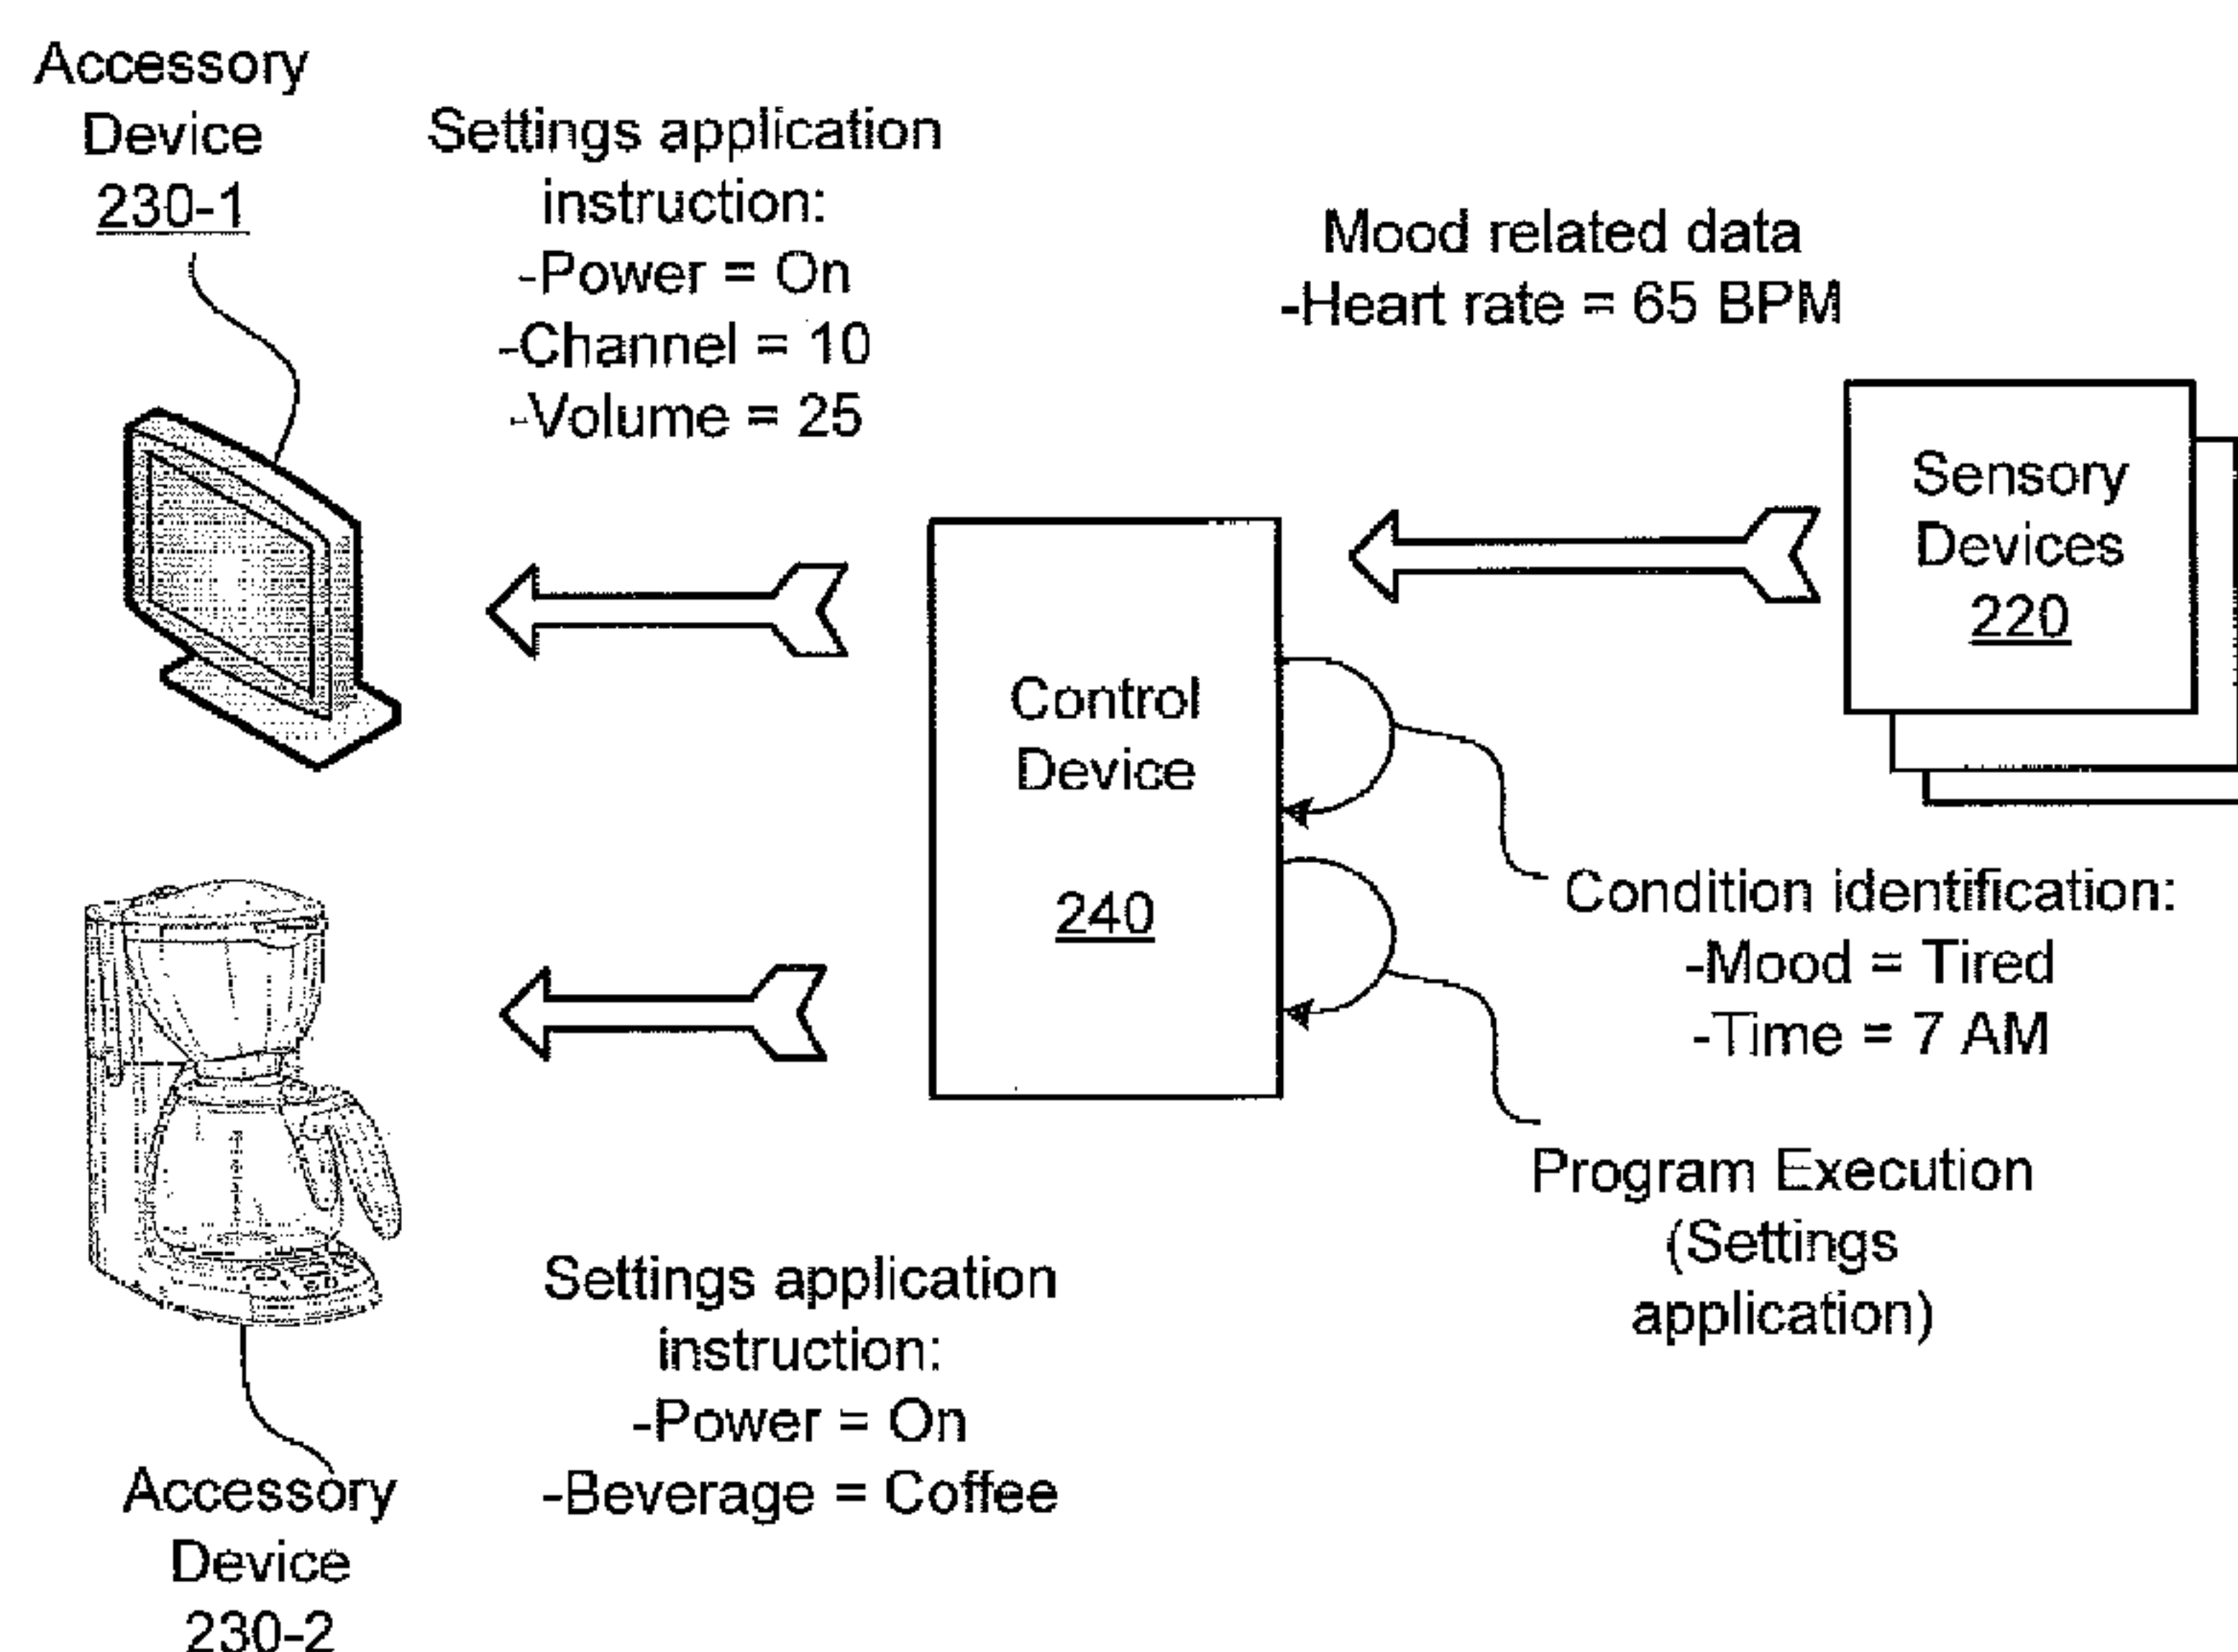 Accessory
Device
230-1
Settings application
instruction:
-Power = On
-Channel = 10
-Volume = 25
Mood related data
-Heart rate = 65 BPM
Sensory
Devices
220
Control
Device
240
Condition identification:
-Mood = Tired
-Time = 7 AM
Program Execution
(Settings
application)
Settings application
instruction:
-Power = On
-Beverage = Coffee
Accessory
Device
230-2